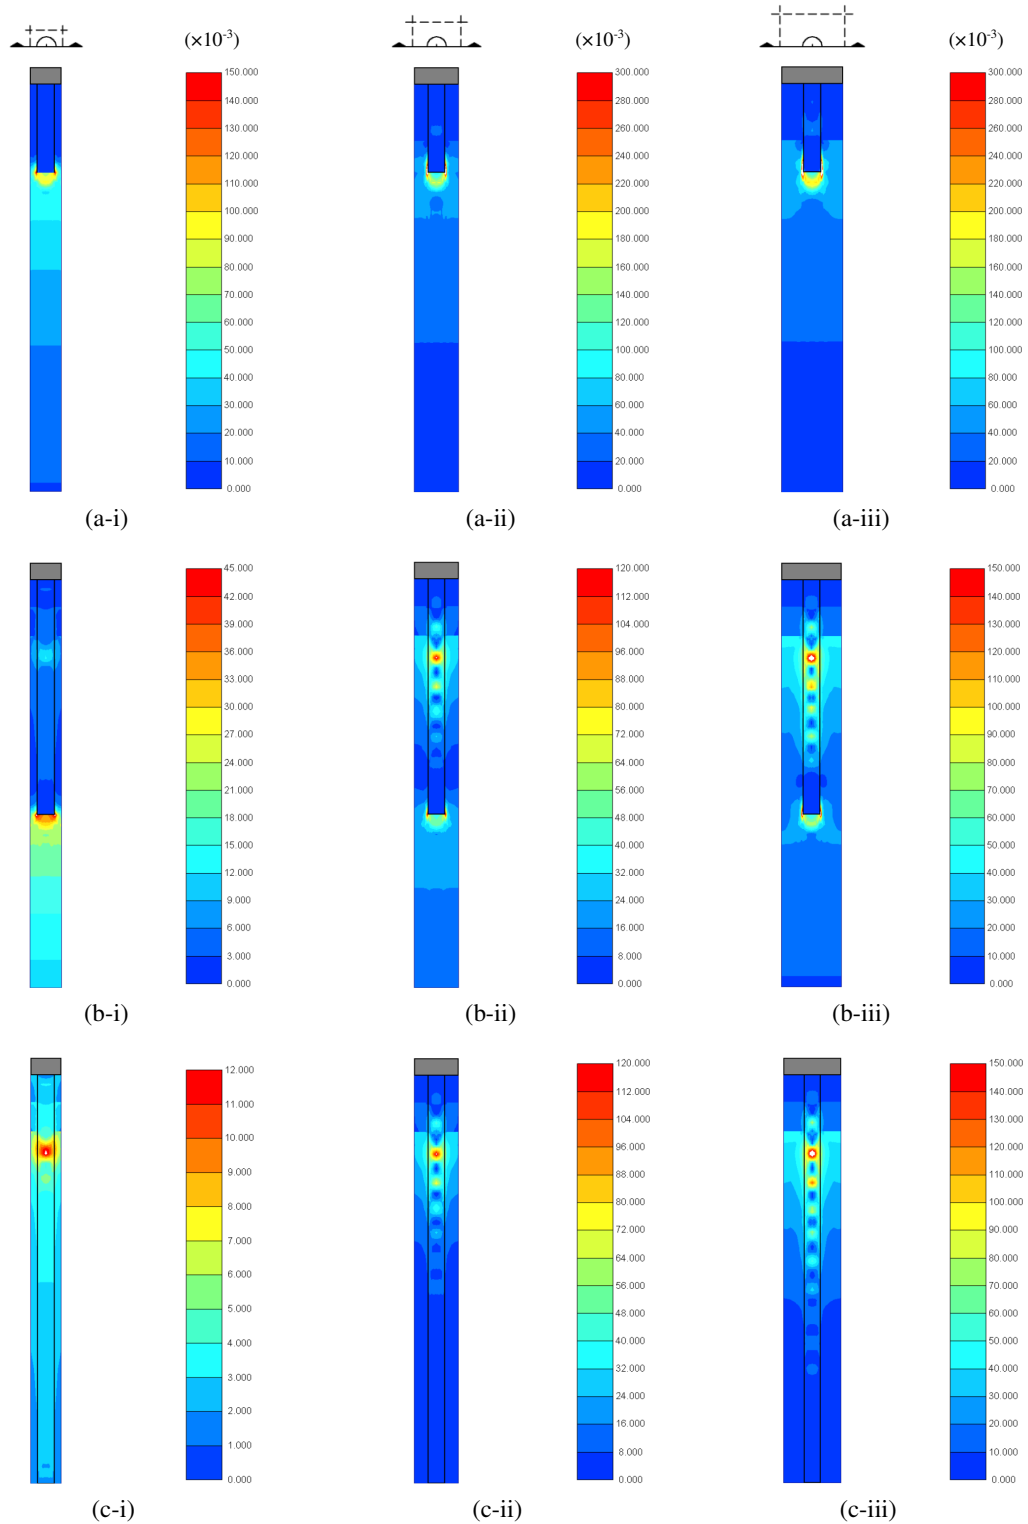 (×10-3) (×10-3) (×10-3)
150.000 300.000 300.000
140.000 280.000 280.000
130.000 260.000 260.000
120.000 240.000 240.000
110.000 220.000 220.000
100.000 200.000 200.000
90.000 180.000 180.000
80.000 160.000 160.000
70.000 140.000 140.000
60.000 120.000 120.000
50.000 100.000 100.000
40.000 80.000 80.000
30.000 60.000 60.000
20.000 40.000 40.000
10.000 20.000 20.000
0.000 0.000 0.000
(a-i) (a-ii) (a-iii)
45.000 120.000 150.000
42.000 112.000 140.000
39.000 104.000 130.000
36.000 96.000 120.000
33.000 88.000 110.000
30.000 80.000 100.000
27.000 72.000 90.000
24.000 64.000 80.000
21.000 56.000 70.000
18.000 48.000 60.000
15.000 40.000 50.000
12.000 32.000 40.000
9.000 24.000 30.000
6.000 16.000 20.000
3.000 8.000 10.000
0.000 0.000 0.000
(b-i) (b-ii) (b-iii)
12.000 120.000 150.000
11.000 112.000 140.000
10.000 104.000 130.000
9.000 96.000 120.000
8.000 88.000 110.000
7.000 80.000 100.000
6.000 72.000 90.000
5.000 64.000 80.000
4.000 56.000 70.000
3.000 48.000 60.000
2.000 40.000 50.000
1.000 32.000 40.000
0.000 24.000 30.000
16.000 20.000
8.000 10.000
0.000 0.000
(c-i) (c-ii) (c-iii)